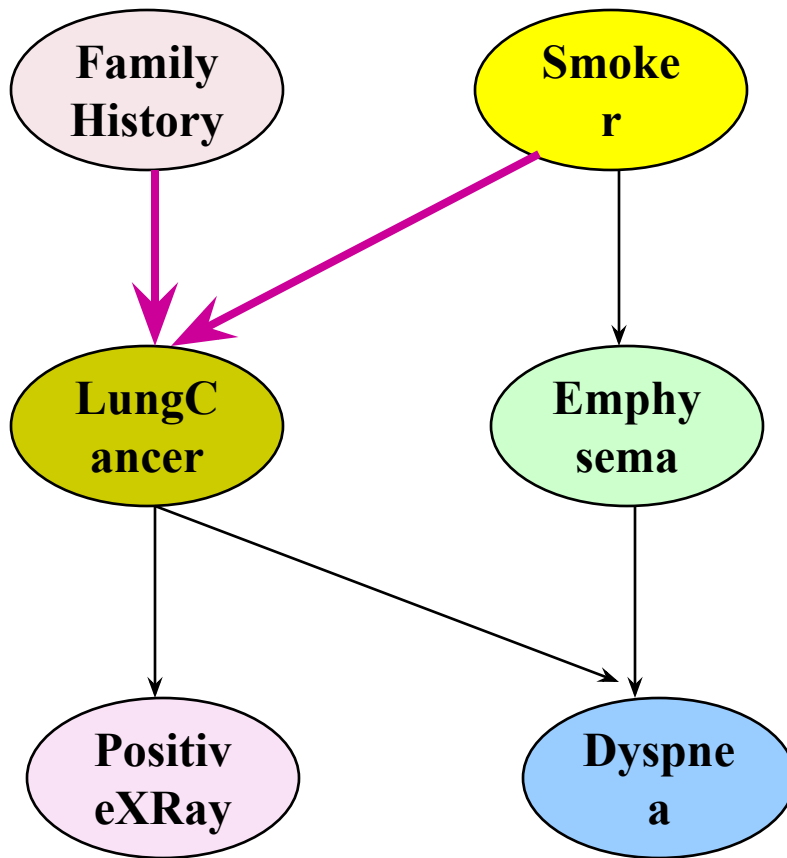 Family
History
Smoke
r
LungC
ancer
Emphy
sema
Positiv
eXRay
Dyspne
a